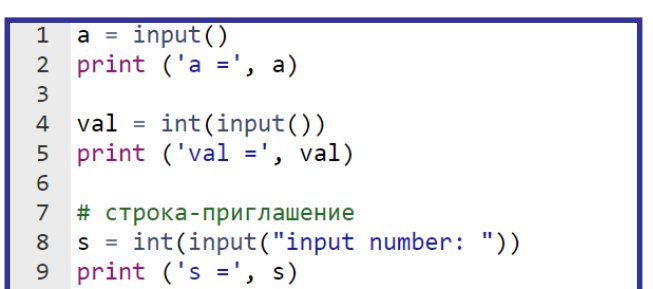 1 a = input()
2 print ('a =', a)
3
4 val = int(input())
5 print ('val =', val)
6
7 # строка-приглашение
8 s = int(input("input number: "))
9 print ('s =', s)